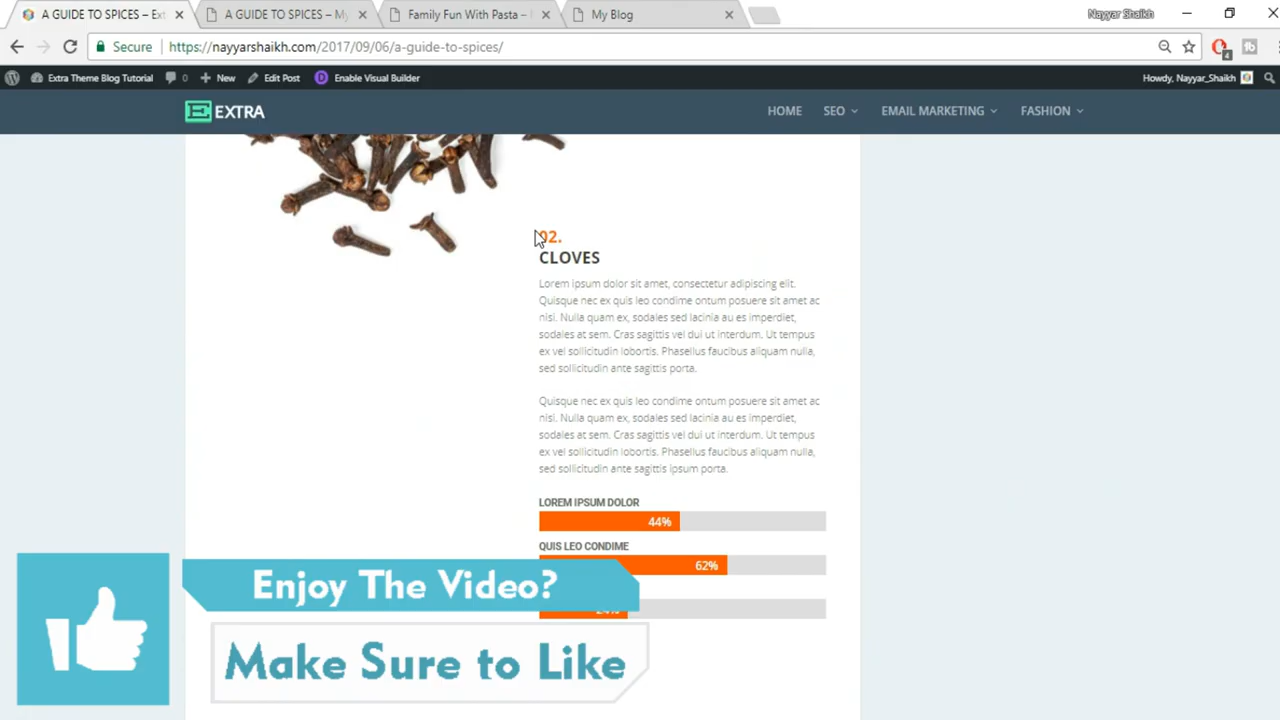 A GUIDE TO SPICES – Ext
A GUIDE TO SPICES – My
Family Fun With Pasta –
My Blog
Nayyar Shaikh
Secure
https://nayyarshaikh.com/2017/09/06/a-guide-to-spices/
4
Extra Theme Blog Tutorial
0
New
Edit Post
D
Enable Visual Builder
Howdy, Nayyar_Shaikh
E EXTRA
HOME
SEO
EMAIL MARKETING
FASHION
02.
CLOVES
Lorem ipsum dolor sit amet, consectetur adipiscing elit.
Quisque nec ex quis leo condime ontum posuere sit amet ac
nisi. Nulla quam ex, sodales sed lacinia au es imperdiet,
sodales at sem. Cras sagittis vel dui ut interdum. Ut tempus
ex vel sollicitudin lobortis. Phasellus faucibus aliquam nulla,
sed sollicitudin ante sagittis porta.
Quisque nec ex quis leo condime ontum posuere sit amet ac
nisi. Nulla quam ex, sodales sed lacinia au es imperdiet,
sodales at sem. Cras sagittis vel dui ut interdum. Ut tempus
ex vel sollicitudin lobortis. Phasellus faucibus aliquam nulla,
sed sollicitudin ante sagittis ipsum porta.
LOREM IPSUM DOLOR
44%
QUIS LEO CONDIME
62%
24%
Enjoy The Video?
Make Sure to Like